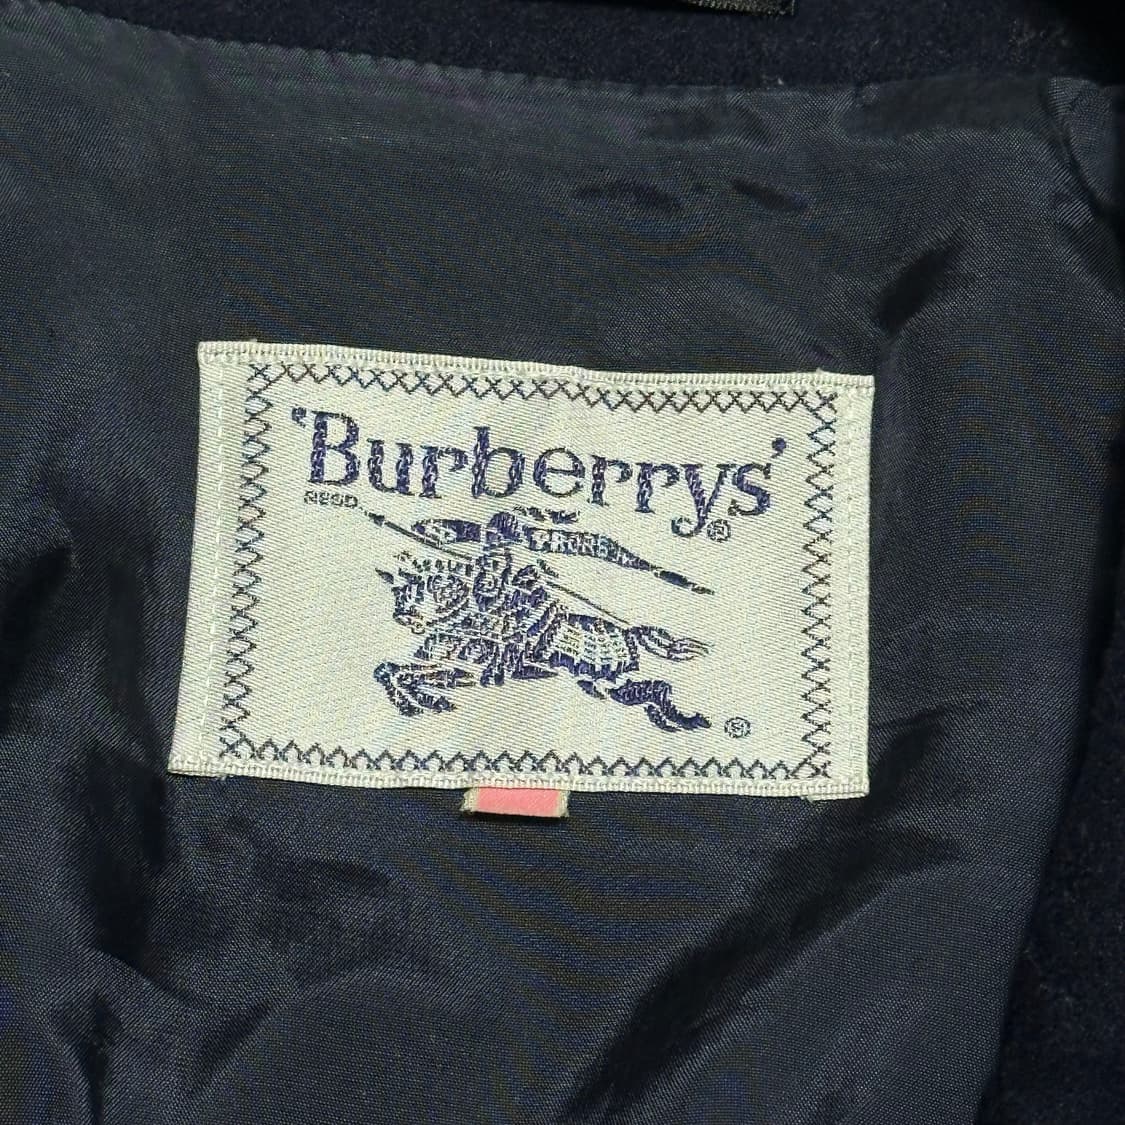 'Burberrys'
REGD ®
PRORSUM
®